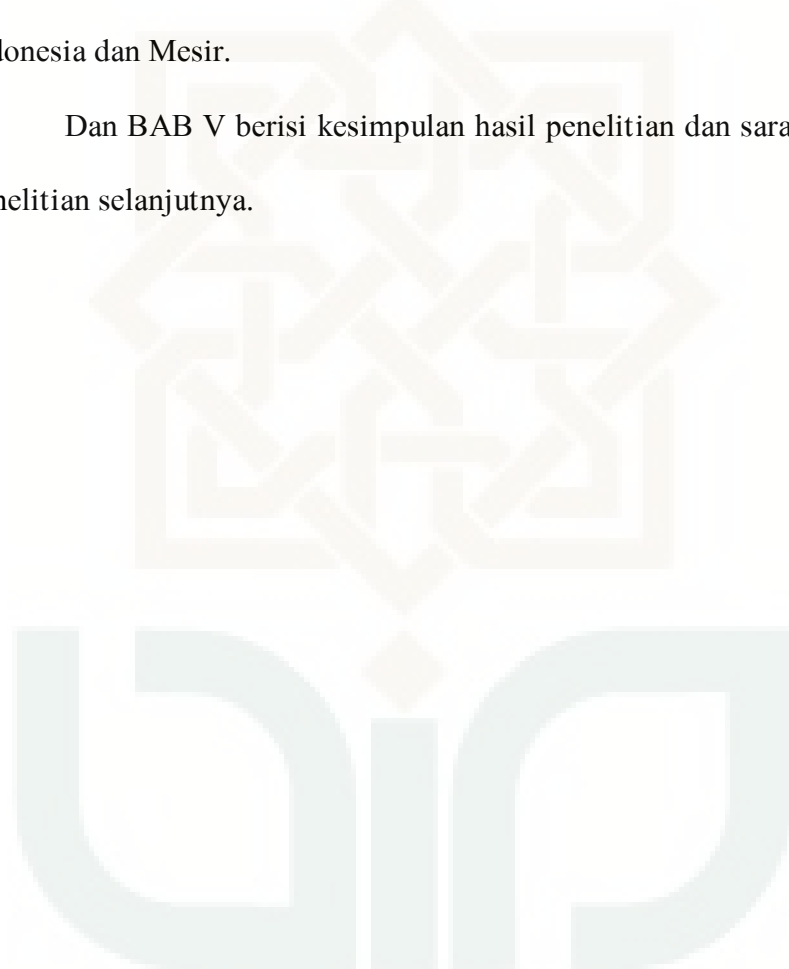 donesia dan Mesir.
Dan BAB V berisi kesimpulan hasil penelitian dan sara
nelitian selanjutnya.